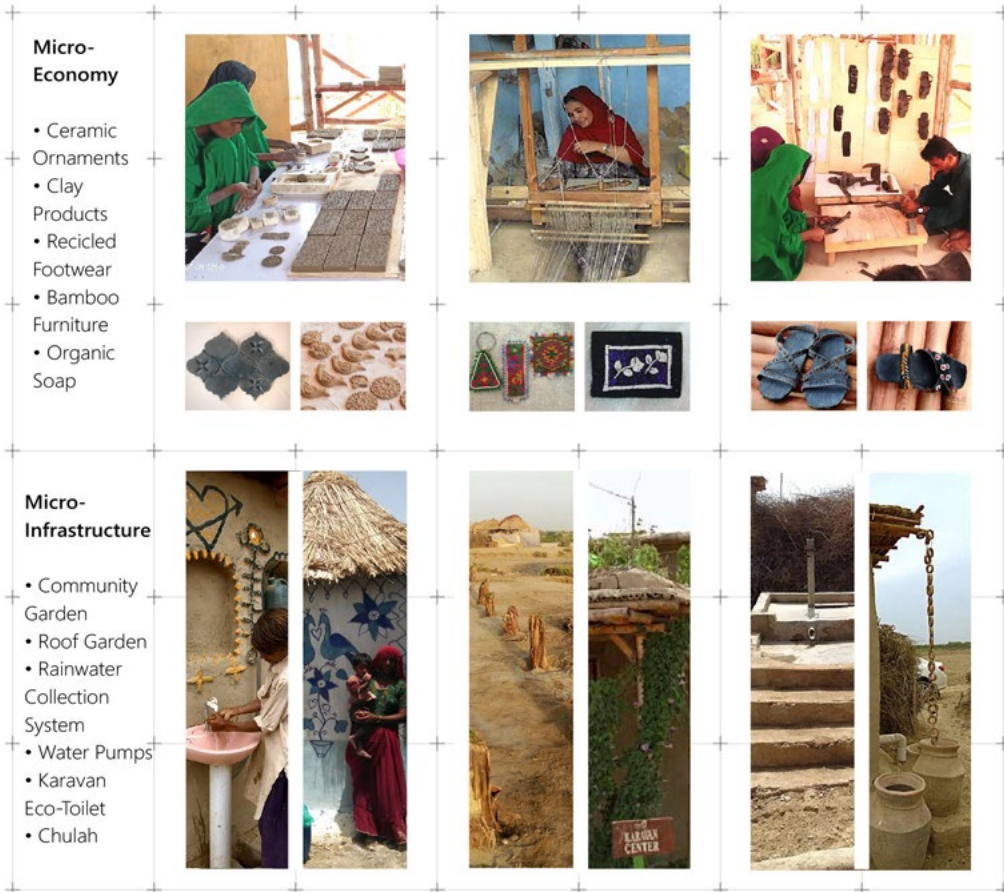 Micro-
Economy
• Ceramic
Ornaments
• Clay
Products
• Recicled
Footwear
• Bamboo
Furniture
• Organic
Soap
Micro-
Infrastructure
• Community
Garden
• Roof Garden
• Rainwater
Collection
System
• Water Pumps
• Karavan
Eco-Toilet
• Chulah
KARAVAN
CENTER